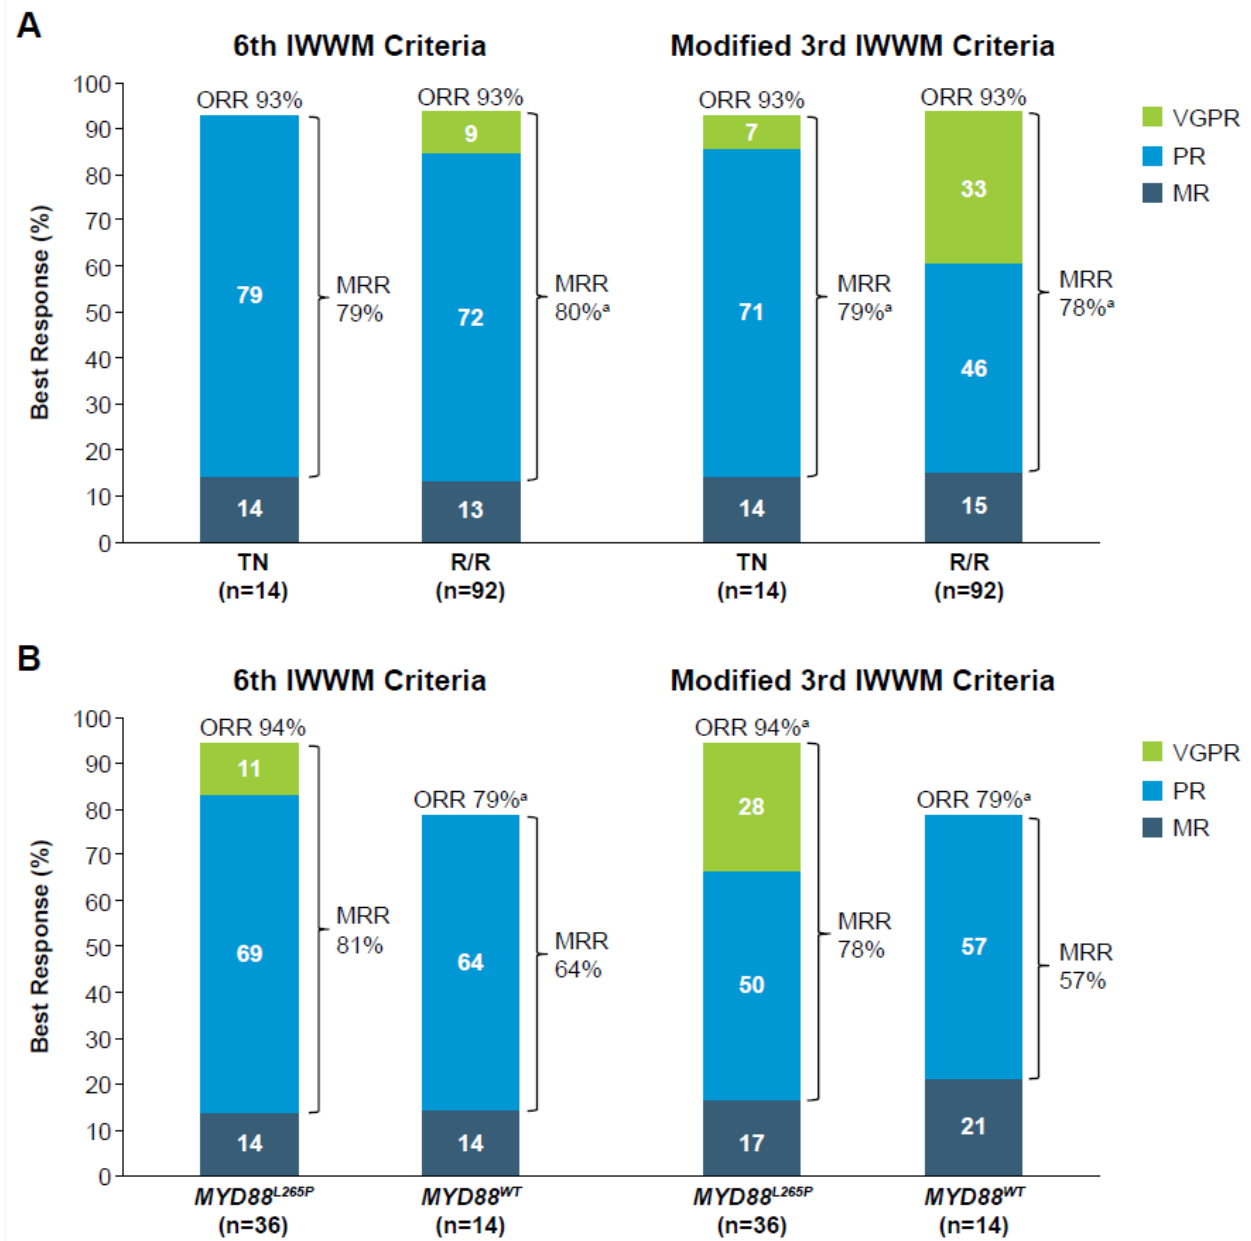 A
6th IWWM Criteria
Modified 3rd IWWM Criteria
Best Response (%)
100
90
80
70
60
50
40
30
20
10
0
ORR 93%
79
14
MRR
79%
TN
(n=14)
ORR 93%
9
72
13
MRR
80%ª
R/R
(n=92)
ORR 93%
7
71
14
MRR
79%ª
TN
(n=14)
ORR 93%
33
46
15
MRR
78%ª
R/R
(n=92)
VGPR
PR
MR
B
6th IWWM Criteria
Modified 3rd IWWM Criteria
Best Response (%)
100
90
80
70
60
50
40
30
20
10
0
ORR 94%
11
69
14
MRR
81%
MYD88L265P
(n=36)
ORR 79%ª
64
14
MRR
64%
MYD88WT
(n=14)
ORR 94%ª
28
50
17
MRR
78%
MYD88L265P
(n=36)
ORR 79%ª
57
21
MRR
57%
MYD88WT
(n=14)
VGPR
PR
MR